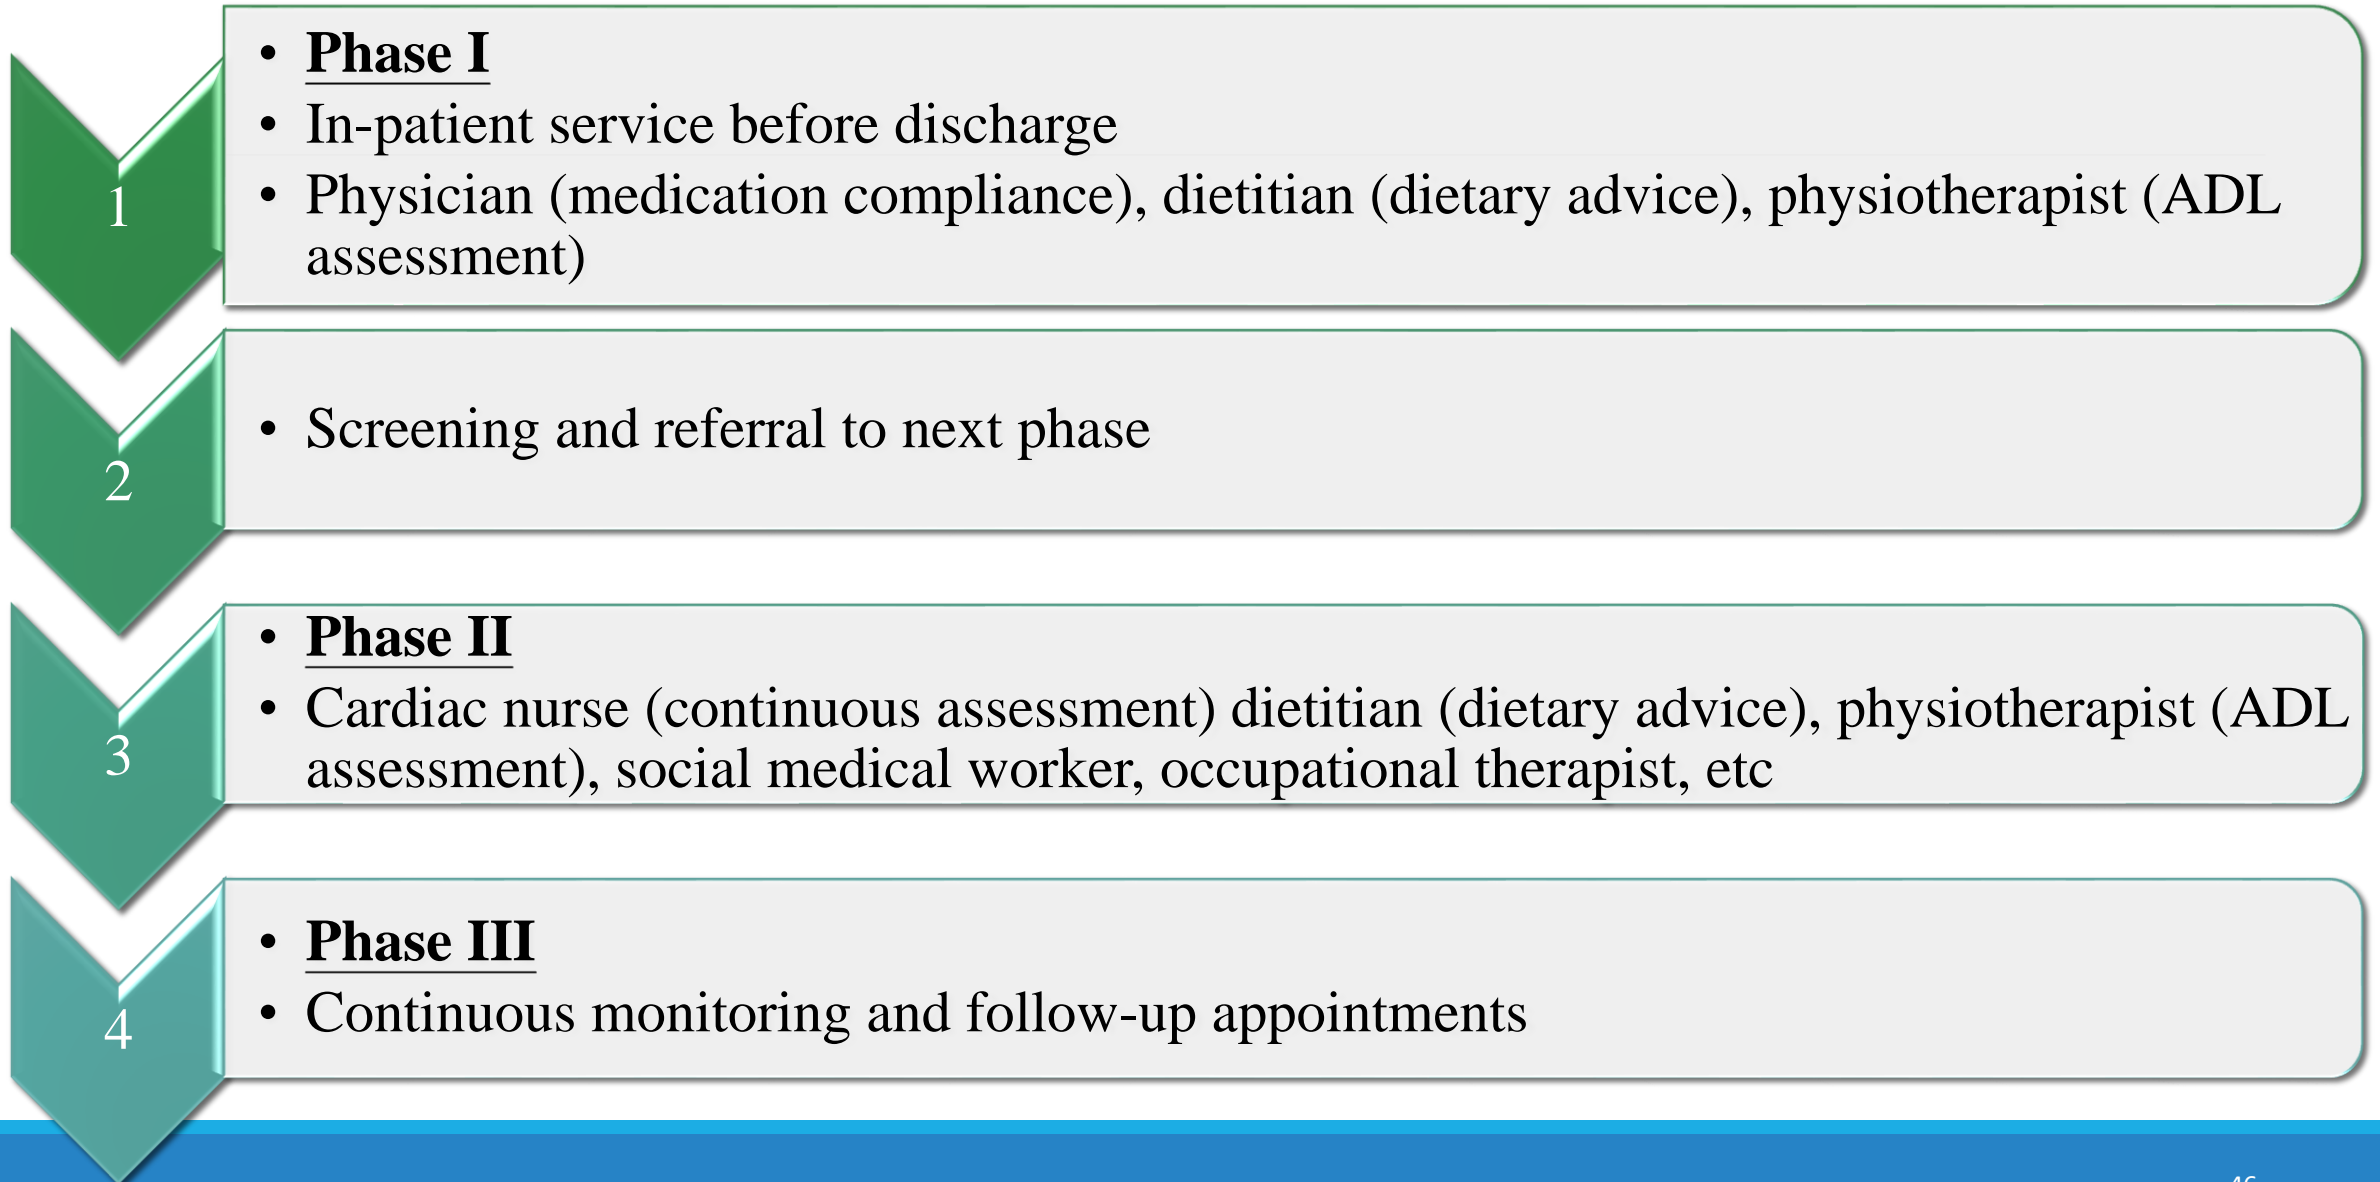 1
• Phase I
• In-patient service before discharge
• Physician (medication compliance), dietitian (dietary advice), physiotherapist (ADL
assessment)
2
• Screening and referral to next phase
3
• Phase II
• Cardiac nurse (continuous assessment) dietitian (dietary advice), physiotherapist (ADL
assessment), social medical worker, occupational therapist, etc
4
• Phase III
• Continuous monitoring and follow-up appointments